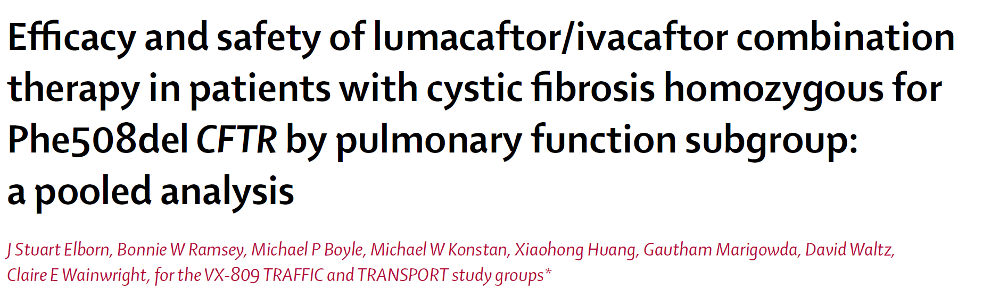 Efficacy and safety of lumacaftor/ivacaftor combination
therapy in patients with cystic fibrosis homozygous for
Phe508del CFTR by pulmonary function subgroup:
a pooled analysis
J Stuart Elborn, Bonnie W Ramsey, Michael P Boyle, Michael W Konstan, Xiaohong Huang, Gautham Marigowda, David Waltz,
Claire E Wainwright, for the VX-809 TRAFFIC and TRANSPORT study groups*